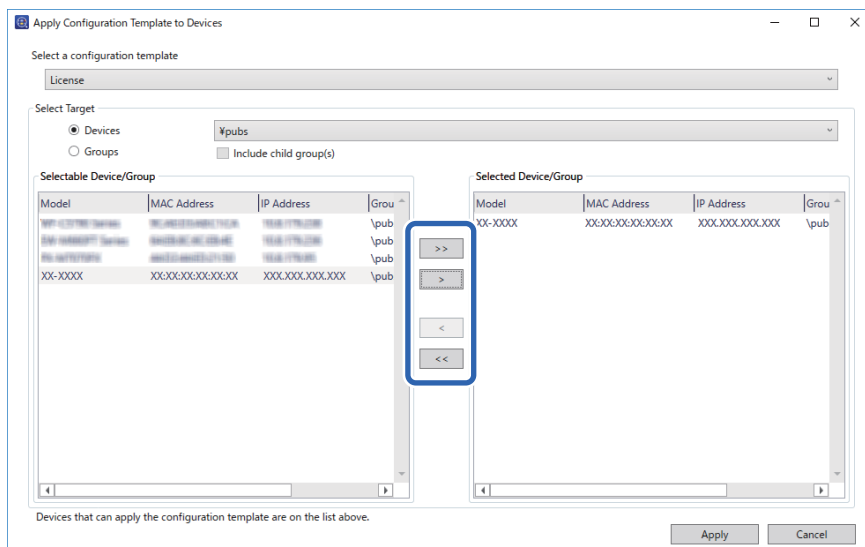 Apply Configuration Template to Devices
Select a configuration template
License
Select Target
Devices
¥pubs
Groups
Include child group(s)
Selectable Device/Group
Model MAC Address IP Address Grou
\pub
\pub
\pub
XX-XXXX XX:XX:XX:XX:XX:XX XXX.XXX.XXX.XXX \pub
>>
>
<
<<
Selected Device/Group
Model MAC Address IP Address Grou
XX-XXXX XX:XX:XX:XX:XX:XX XXX.XXX.XXX.XXX \pub
Devices that can apply the configuration template are on the list above.
Apply Cancel